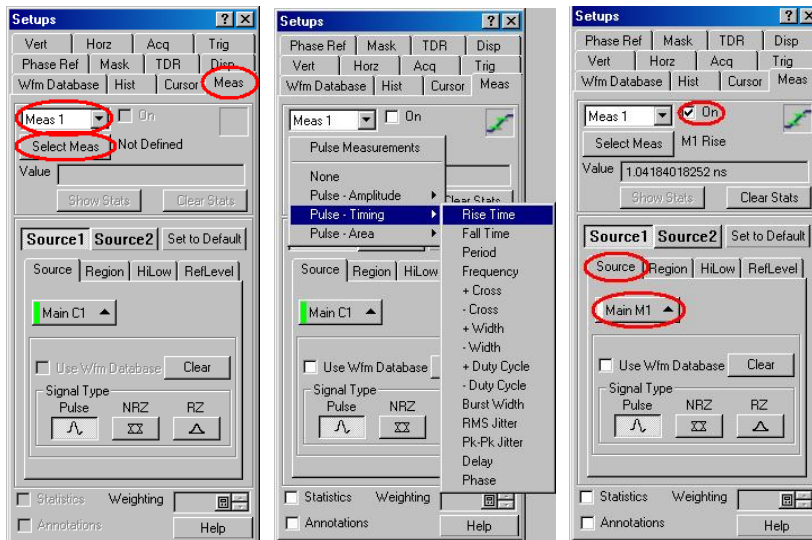 Setups
Vert Horz Acq Trig
Phase Ref Mask TDR Disp
Wfm Database Hist Cursor Meas
Meas 1 On
Select Meas Not Defined
Value
Show Stats Clear Stats
Source1 Source2 Set to Default
Source Region HiLow RefLevel
Main C1
Use Wfm Database Clear
Signal Type
Pulse NRZ RZ
Statistics Weighting
Annotations Help
Setups
Phase Ref Mask TDR Disp
Vert Horz Acq Trig
Wfm Database Hist Cursor Meas
Meas 1 On
Pulse Measurements
None
Pulse - Amplitude
Pulse - Timing
Pulse - Area
Clear Stats
Rise Time
Fall Time
Period
Frequency
+ Cross
- Cross
+ Width
- Width
+ Duty Cycle
- Duty Cycle
Burst Width
RMS Jitter
Pk-Pk Jitter
Delay
Phase
Source Region HiLow
Main C1
Use Wfm Database
Signal Type
Pulse NRZ
Statistics Weighting
Annotations Help
Setups
Phase Ref Mask TDR Disp
Vert Horz Acq Trig
Wfm Database Hist Cursor Meas
Meas 1 On
Select Meas M1 Rise
Value 1.04184018252 ns
Show Stats Clear Stats
Source1 Source2 Set to Default
Source Region HiLow RefLevel
Main M1
Use Wfm Database Clear
Signal Type
Pulse NRZ RZ
Statistics Weighting
Annotations Help